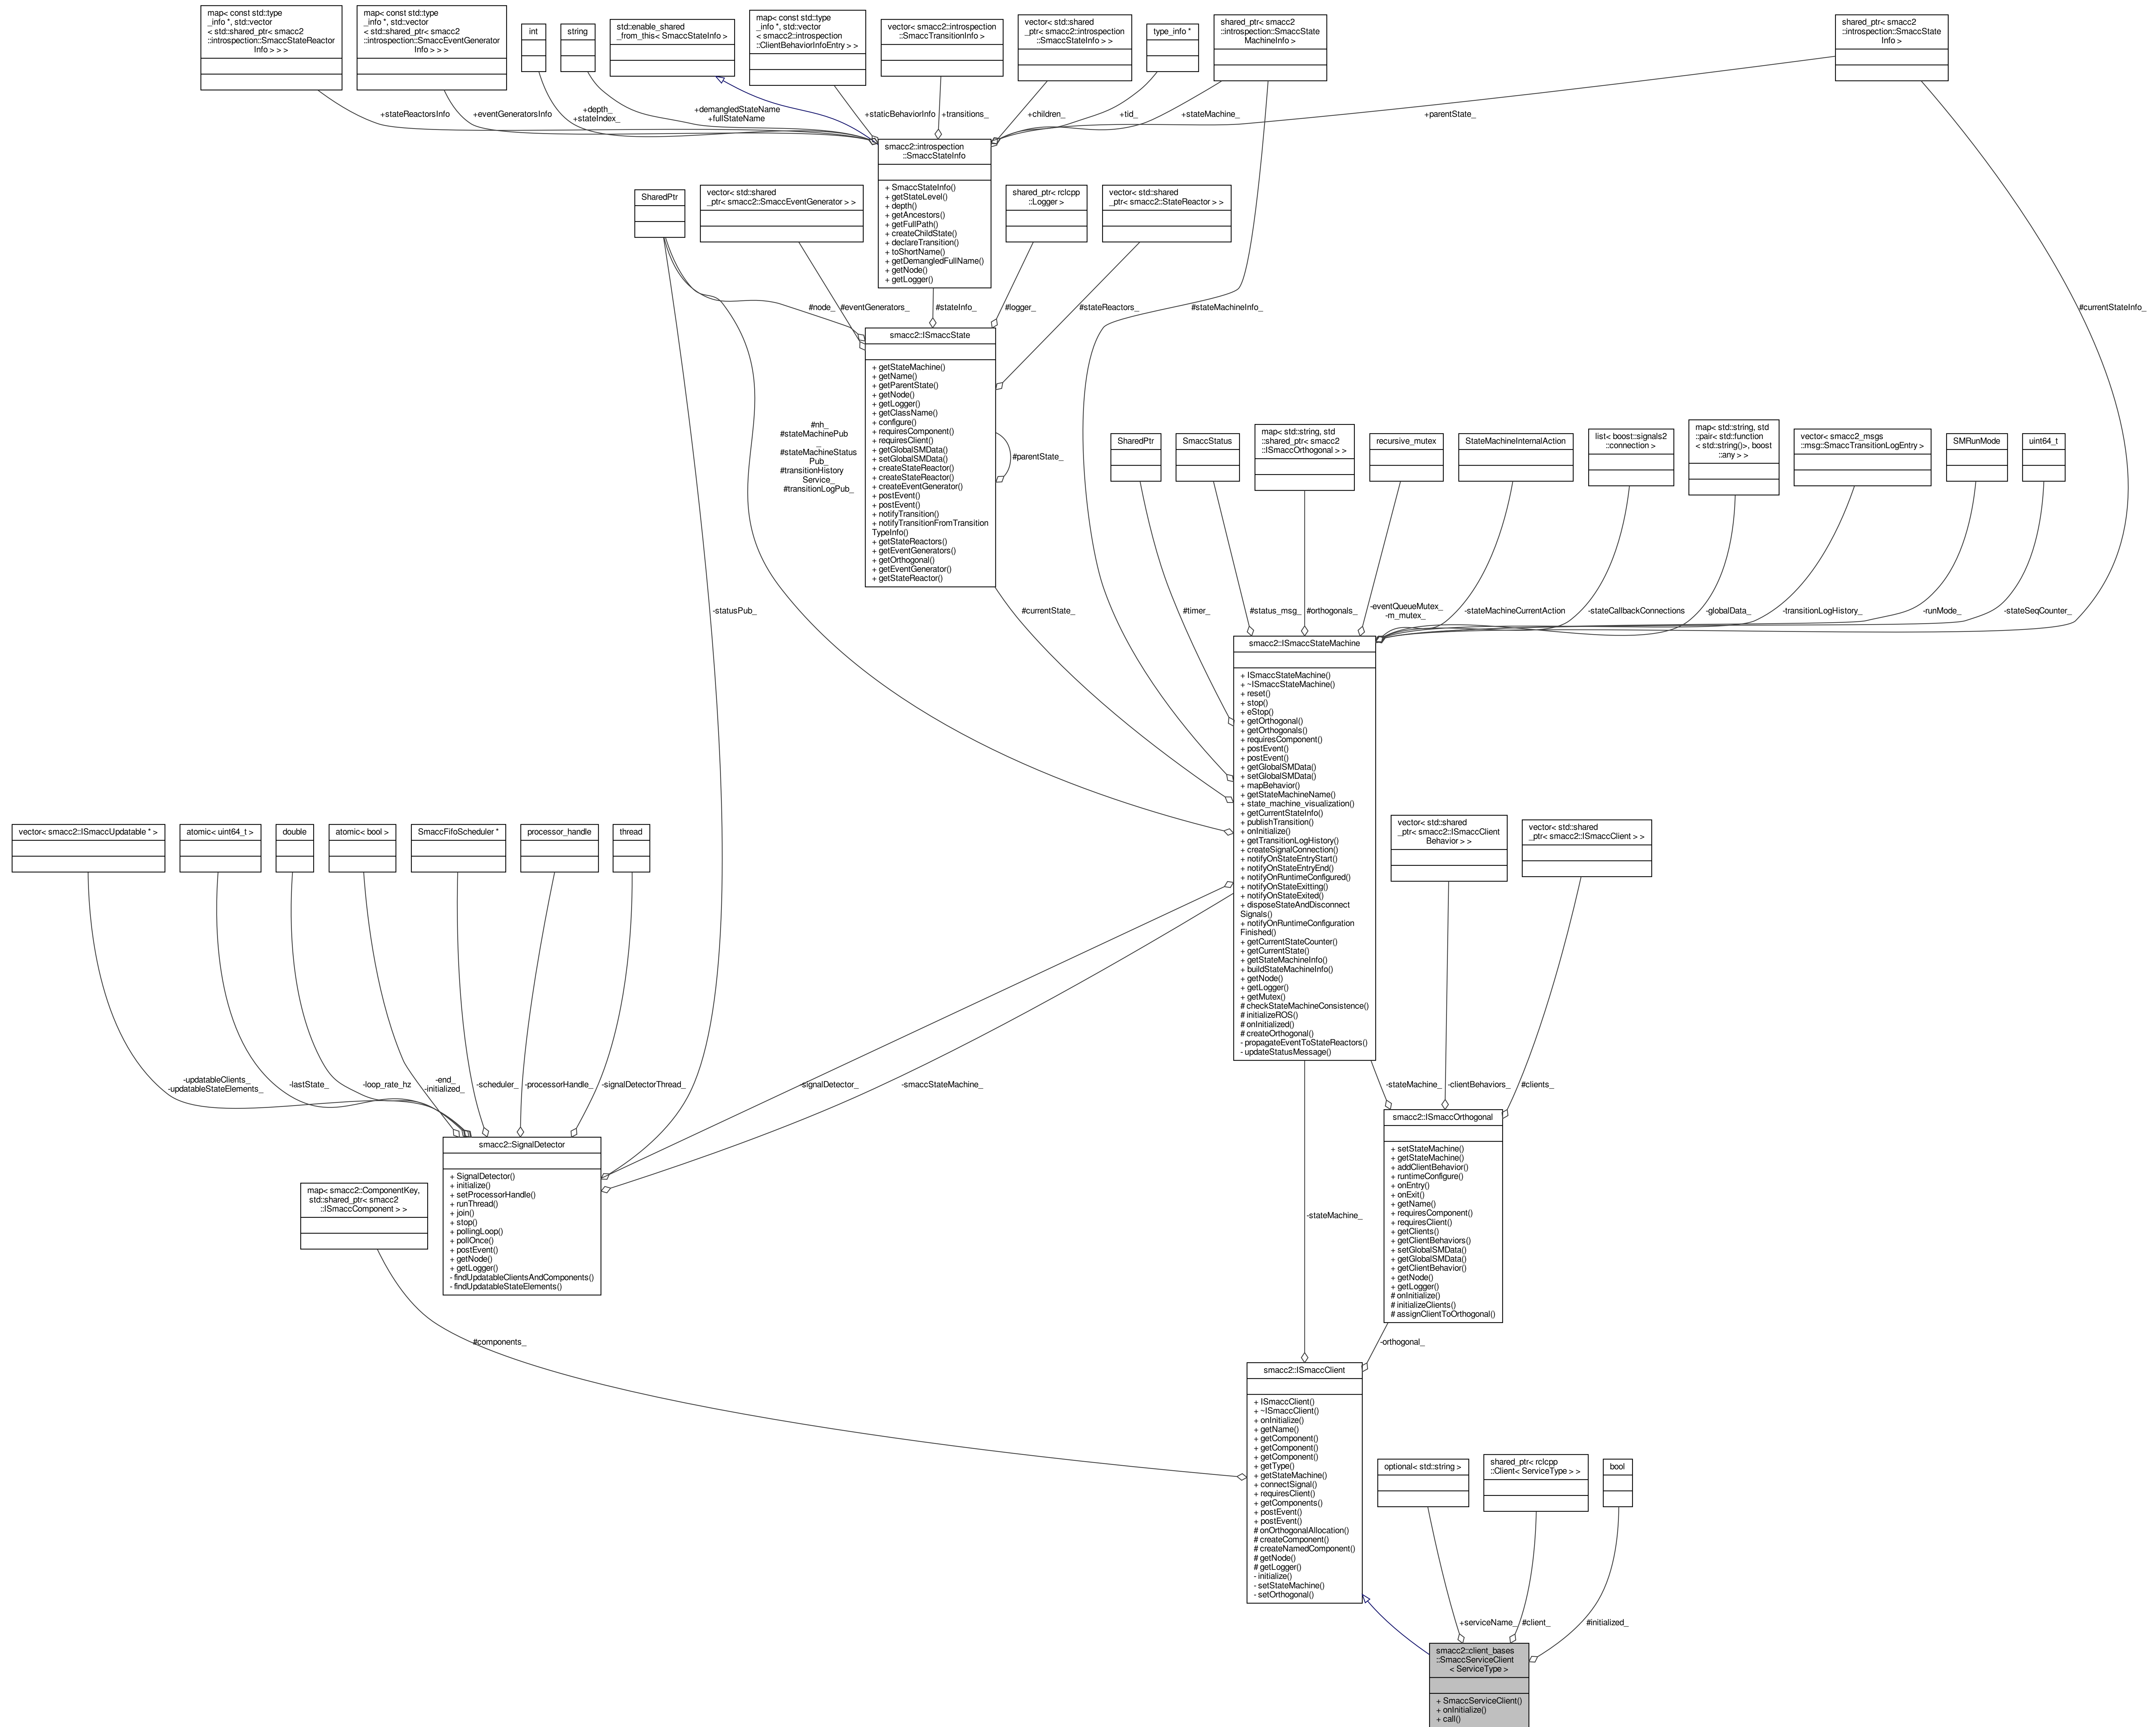 map< const std::type
_info *, std::vector
< std::shared_ptr< smacc2
::introspection::SmaccStateReactor
Info > > >
map< const std::type
_info *, std::vector
< std::shared_ptr< smacc2
::introspection::SmaccEventGenerator
Info > > >
int
string
std::enable_shared
_from_this< SmaccStateInfo >
map< const std::type
_info *, std::vector
< smacc2::introspection
::ClientBehaviorInfoEntry > >
vector< smacc2::introspection
::SmaccTransitionInfo >
vector< std::shared
_ptr< smacc2::introspection
::SmaccStateInfo > >
type_info *
shared_ptr< smacc2
::introspection::SmaccState
MachineInfo >
shared_ptr< smacc2
::introspection::SmaccState
Info >
+stateReactorsInfo
+eventGeneratorsInfo
+depth_
+stateIndex_
+demangledStateName
+fullStateName
+staticBehaviorInfo
+transitions_
+children_
+tid_
+stateMachine_
+parentState_
smacc2::introspection
::SmaccStateInfo
+ SmaccStateInfo()
+ getStateLevel()
+ depth()
+ getAncestors()
+ getFullPath()
+ createChildState()
+ declareTransition()
+ toShortName()
+ getDemangledFullName()
+ getNode()
+ getLogger()
SharedPtr
vector< std::shared
_ptr< smacc2::SmaccEventGenerator > >
shared_ptr< rclcpp
::Logger >
vector< std::shared
_ptr< smacc2::StateReactor > >
#node_
#eventGenerators_
#stateInfo_
#logger_
#stateReactors_
#stateMachineInfo_
#currentStateInfo_
smacc2::ISmaccState
+ getStateMachine()
+ getName()
+ getParentState()
+ getNode()
+ getLogger()
+ getClassName()
+ configure()
+ requiresComponent()
+ requiresClient()
+ getGlobalSMData()
+ setGlobalSMData()
+ createStateReactor()
+ createStateReactor()
+ createEventGenerator()
+ postEvent()
+ postEvent()
+ notifyTransition()
+ notifyTransitionFromTransition
TypeInfo()
+ getStateReactors()
+ getEventGenerators()
+ getOrthogonal()
+ getEventGenerator()
+ getStateReactor()
#parentState_
#nh_
#stateMachinePub
_
#stateMachineStatus
Pub_
#transitionHistory
Service_
#transitionLogPub_
SharedPtr
SmaccStatus
map< std::string, std
::shared_ptr< smacc2
::ISmaccOrthogonal > >
recursive_mutex
StateMachineInternalAction
list< boost::signals2
::connection >
map< std::string, std
::pair< std::function
< std::string()>, boost
::any > >
vector< smacc2_msgs
::msg::SmaccTransitionLogEntry >
SMRunMode
uint64_t
-statusPub_
#currentState_
#timer_
#status_msg_
#orthogonals_
-eventQueueMutex_
-m_mutex_
-stateMachineCurrentAction
-stateCallbackConnections
-globalData_
-transitionLogHistory_
-runMode_
-stateSeqCounter_
smacc2::ISmaccStateMachine
+ ISmaccStateMachine()
+ ~ISmaccStateMachine()
+ reset()
+ stop()
+ eStop()
+ getOrthogonal()
+ getOrthogonals()
+ requiresComponent()
+ postEvent()
+ postEvent()
+ getGlobalSMData()
+ setGlobalSMData()
+ mapBehavior()
+ getStateMachineName()
+ state_machine_visualization()
+ getCurrentStateInfo()
+ publishTransition()
+ onInitialize()
+ getTransitionLogHistory()
+ createSignalConnection()
+ notifyOnStateEntryStart()
+ notifyOnStateEntryEnd()
+ notifyOnRuntimeConfigured()
+ notifyOnStateExitting()
+ notifyOnStateExited()
+ disposeStateAndDisconnect
Signals()
+ notifyOnRuntimeConfiguration
Finished()
+ getCurrentStateCounter()
+ getCurrentState()
+ getStateMachineInfo()
+ buildStateMachineInfo()
+ getNode()
+ getLogger()
+ getMutex()
# checkStateMachineConsistence()
# initializeROS()
# onInitialized()
# createOrthogonal()
- propagateEventToStateReactors()
- updateStatusMessage()
vector< smacc2::ISmaccUpdatable * >
atomic< uint64_t >
double
atomic< bool >
SmaccFifoScheduler *
processor_handle
thread
vector< std::shared
_ptr< smacc2::ISmaccClient
Behavior > >
vector< std::shared
_ptr< smacc2::ISmaccClient > >
-updatableClients_
-updatableStateElements_
-lastState_
-loop_rate_hz
-end_
-initialized_
-scheduler_
-processorHandle_
-signalDetectorThread_
-signalDetector_
-smaccStateMachine_
-stateMachine_
-clientBehaviors_
#clients_
smacc2::SignalDetector
+ SignalDetector()
+ initialize()
+ setProcessorHandle()
+ runThread()
+ join()
+ stop()
+ pollingLoop()
+ pollOnce()
+ postEvent()
+ getNode()
+ getLogger()
- findUpdatableClientsAndComponents()
- findUpdatableStateElements()
map< smacc2::ComponentKey,
std::shared_ptr< smacc2
::ISmaccComponent > >
smacc2::ISmaccOrthogonal
+ setStateMachine()
+ getStateMachine()
+ addClientBehavior()
+ runtimeConfigure()
+ onEntry()
+ onExit()
+ getName()
+ requiresComponent()
+ requiresClient()
+ getClients()
+ getClientBehaviors()
+ setGlobalSMData()
+ getGlobalSMData()
+ getClientBehavior()
+ getNode()
+ getLogger()
# onInitialize()
# initializeClients()
# assignClientToOrthogonal()
-stateMachine_
#components_
-orthogonal_
smacc2::ISmaccClient
+ ISmaccClient()
+ ~ISmaccClient()
+ onInitialize()
+ getName()
+ getComponent()
+ getComponent()
+ getComponent()
+ getType()
+ getStateMachine()
+ connectSignal()
+ requiresClient()
+ getComponents()
+ postEvent()
+ postEvent()
# onOrthogonalAllocation()
# createComponent()
# createNamedComponent()
# getNode()
# getLogger()
- initialize()
- setStateMachine()
- setOrthogonal()
optional< std::string >
shared_ptr< rclcpp
::Client< ServiceType > >
bool
+serviceName_
#client_
#initialized_
smacc2::client_bases
::SmaccServiceClient
< ServiceType >
+ SmaccServiceClient()
+ onInitialize()
+ call()